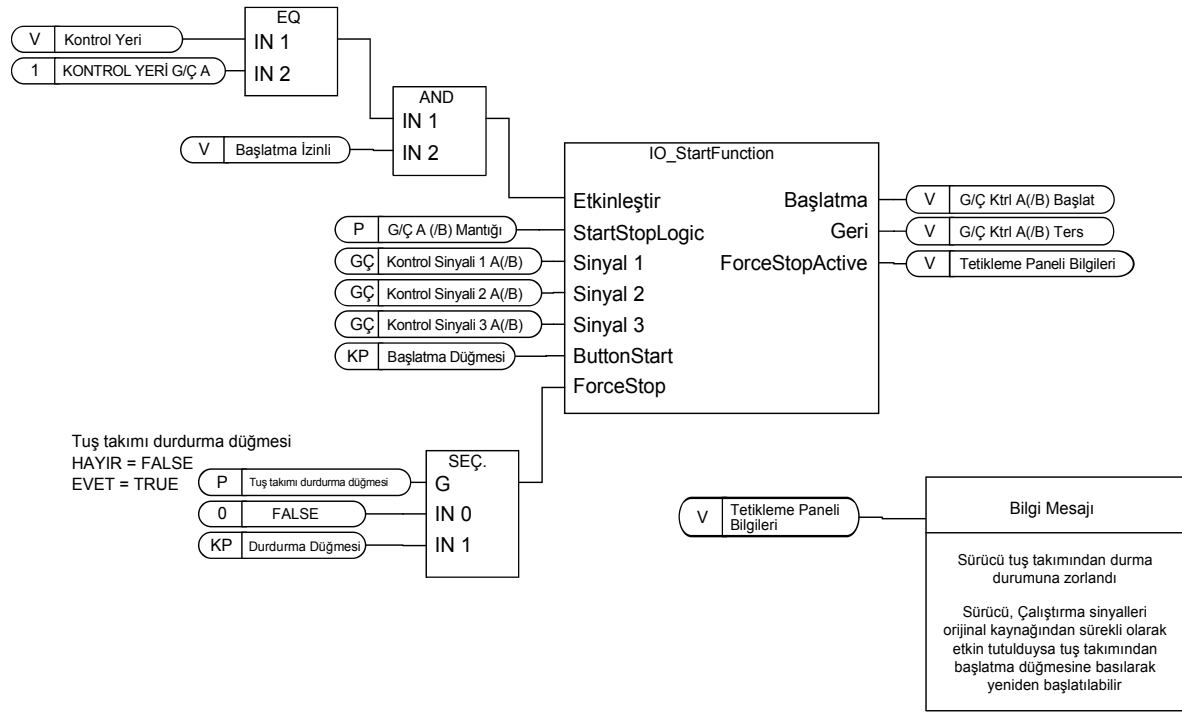 EQ
V Kontrol Yeri
IN 1
1 KONTROL YERİ G/Ç A
IN 2
AND
IN 1
V Başlatma İzinli
IN 2
IO_StartFunction
Etkinleştir
Başlatma
V G/Ç Ktrl A(/B) Başlat
P G/Ç A (/B) Mantığı
StartStopLogic
Geri
V G/Ç Ktrl A(/B) Ters
GÇ Kontrol Sinyali 1 A(/B)
Sinyal 1
ForceStopActive
V Tetikleme Paneli Bilgileri
GÇ Kontrol Sinyali 2 A(/B)
Sinyal 2
GÇ Kontrol Sinyali 3 A(/B)
Sinyal 3
KP Başlatma Düğmesi
ButtonStart
ForceStop
Tuş takımı durdurma düğmesi
HAYIR = FALSE
EVET = TRUE
SEÇ.
P Tuş takımı durdurma düğmesi
G
0 FALSE
IN 0
KP Durdurma Düğmesi
IN 1
V Tetikleme Paneli
Bilgileri
Bilgi Mesajı
Sürücü tuş takımından durma
durumuna zorlandı
Sürücü, Çalıştırma sinyalleri
orijinal kaynağından sürekli olarak
etkin tutulduysa tuş takımından
başlatma düğmesine basılarak
yeniden başlatılabilir